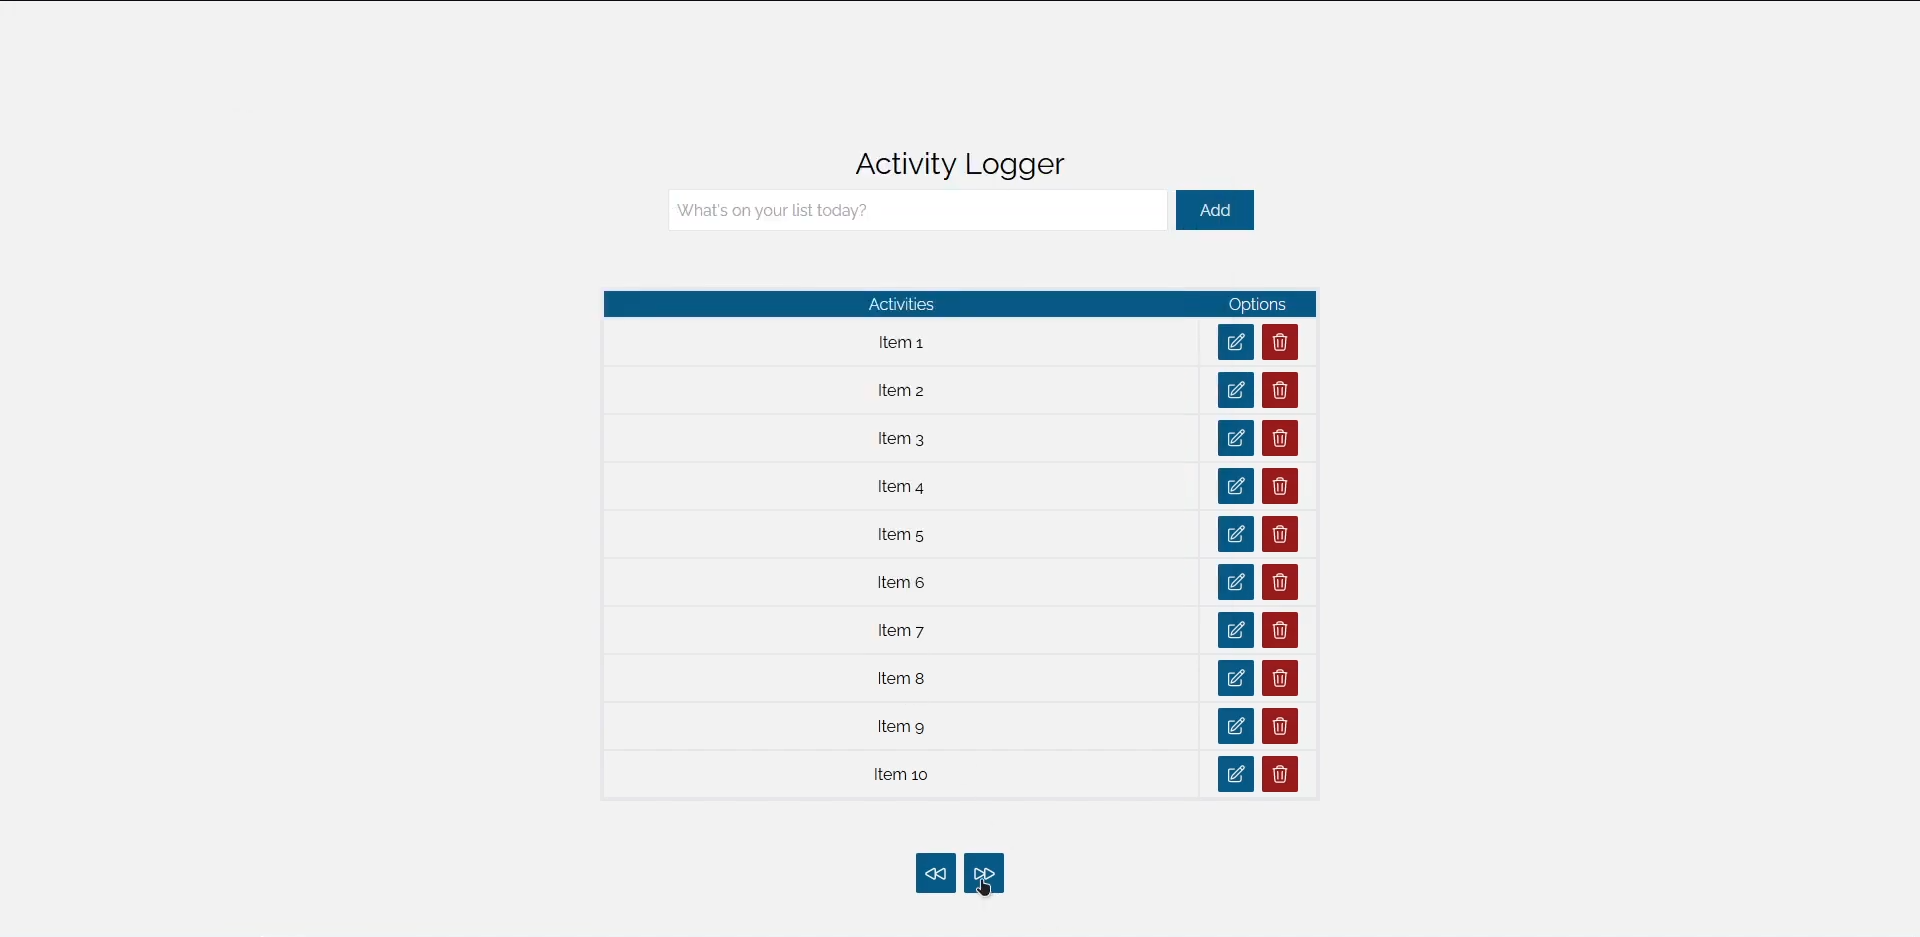 Activity Logger
What's on your list today? Add
Activities Options
Item 1
Item 2
Item 3
Item 4
Item 5
Item 6
Item 7
Item 8
Item 9
Item 10